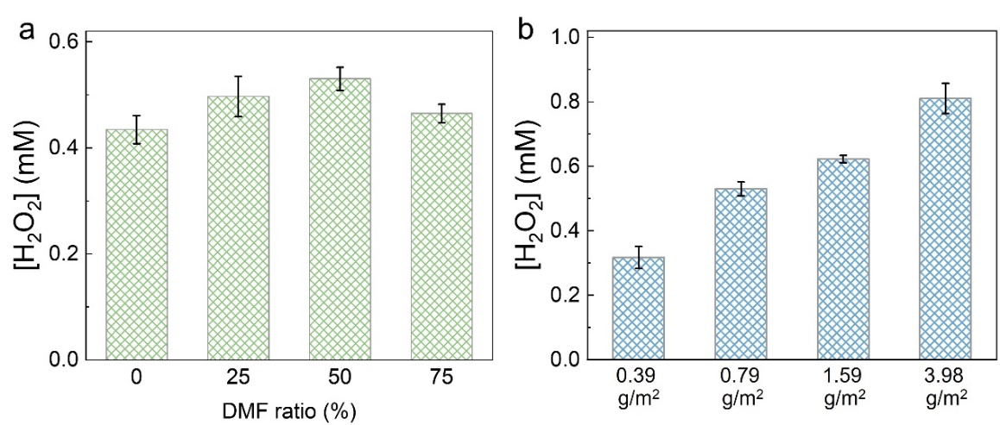 a
0.6
0.4
0.2
0.0
[H₂O₂] (mM)
0 25 50 75
DMF ratio (%)
b
1.0
0.8
0.6
0.4
0.2
0.0
[H₂O₂] (mM)
0.39 0.79 1.59 3.98
g/m² g/m² g/m² g/m²